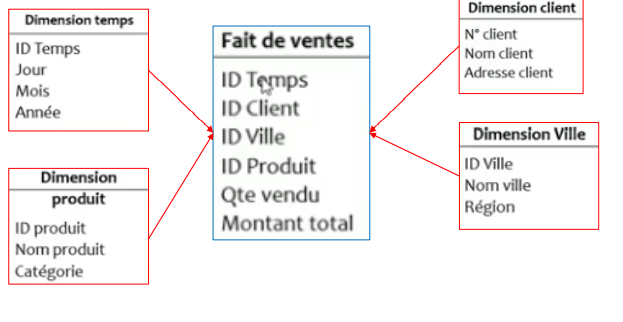 Dimension temps
ID Temps
Jour
Mois
Année
Dimension
produit
ID produit
Nom produit
Catégorie
Fait de ventes
ID Temps
ID Client
ID Ville
ID Produit
Qte vendu
Montant total
Dimension client
N° client
Nom client
Adresse client
Dimension Ville
ID Ville
Nom ville
Région